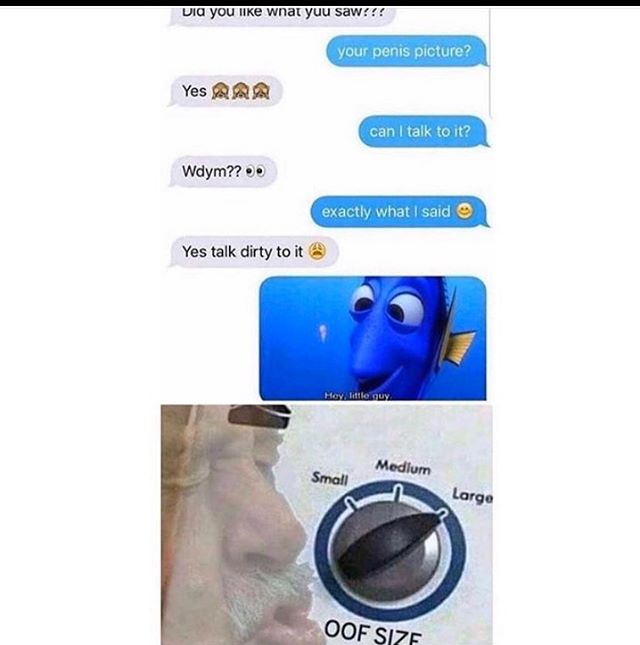 Did you like what yuu saw???
your penis picture?
Yes 🙈🙈🙈
can I talk to it?
Wdym?? 👀
exactly what I said 😊
Yes talk dirty to it 😩
Hey, little guy.
Small
Medium
Large
OOF SIZE